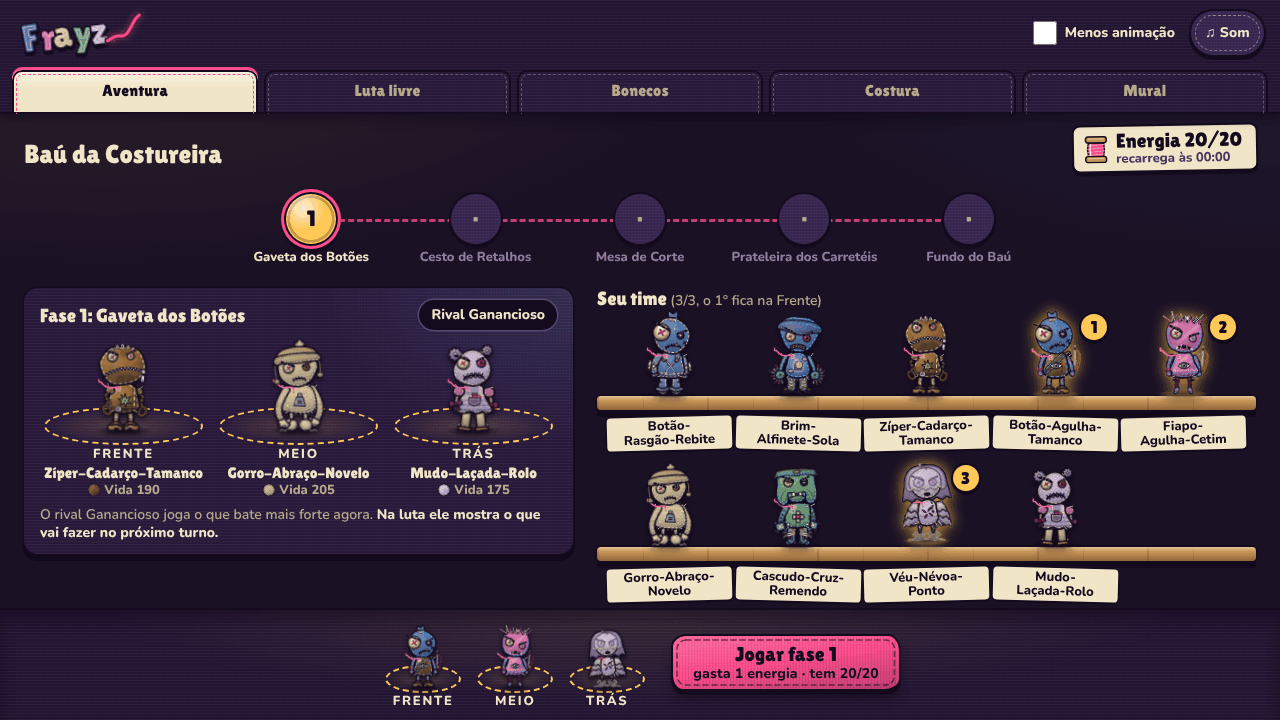 Frayz
Menos animação
♫ Som
Aventura
Luta livre
Bonecos
Costura
Mural
Baú da Costureira
Energia 20/20
recarrega às 00:00
1
Gaveta dos Botões
Cesto de Retalhos
Mesa de Corte
Prateleira dos Carretéis
Fundo do Baú
Fase 1: Gaveta dos Botões
Rival Ganancioso
FRENTE
MEIO
TRÁS
Zíper-Cadarço-Tamanco
Gorro-Abraço-Novelo
Mudo-Laçada-Rolo
Vida 190
Vida 205
Vida 175
O rival Ganancioso joga o que bate mais forte agora. Na luta ele mostra o que
vai fazer no próximo turno.
Seu time (3/3, o 1º fica na Frente)
1
2
Botão-
Rasgão-Rebite
Brim-
Alfinete-Sola
Zíper-Cadarço-
Tamanco
Botão-Agulha-
Tamanco
Fiapo-
Agulha-Cetim
3
Gorro-Abraço-
Novelo
Cascudo-Cruz-
Remendo
Véu-Névoa-
Ponto
Mudo-
Laçada-Rolo
FRENTE
MEIO
TRÁS
Jogar fase 1
gasta 1 energia · tem 20/20